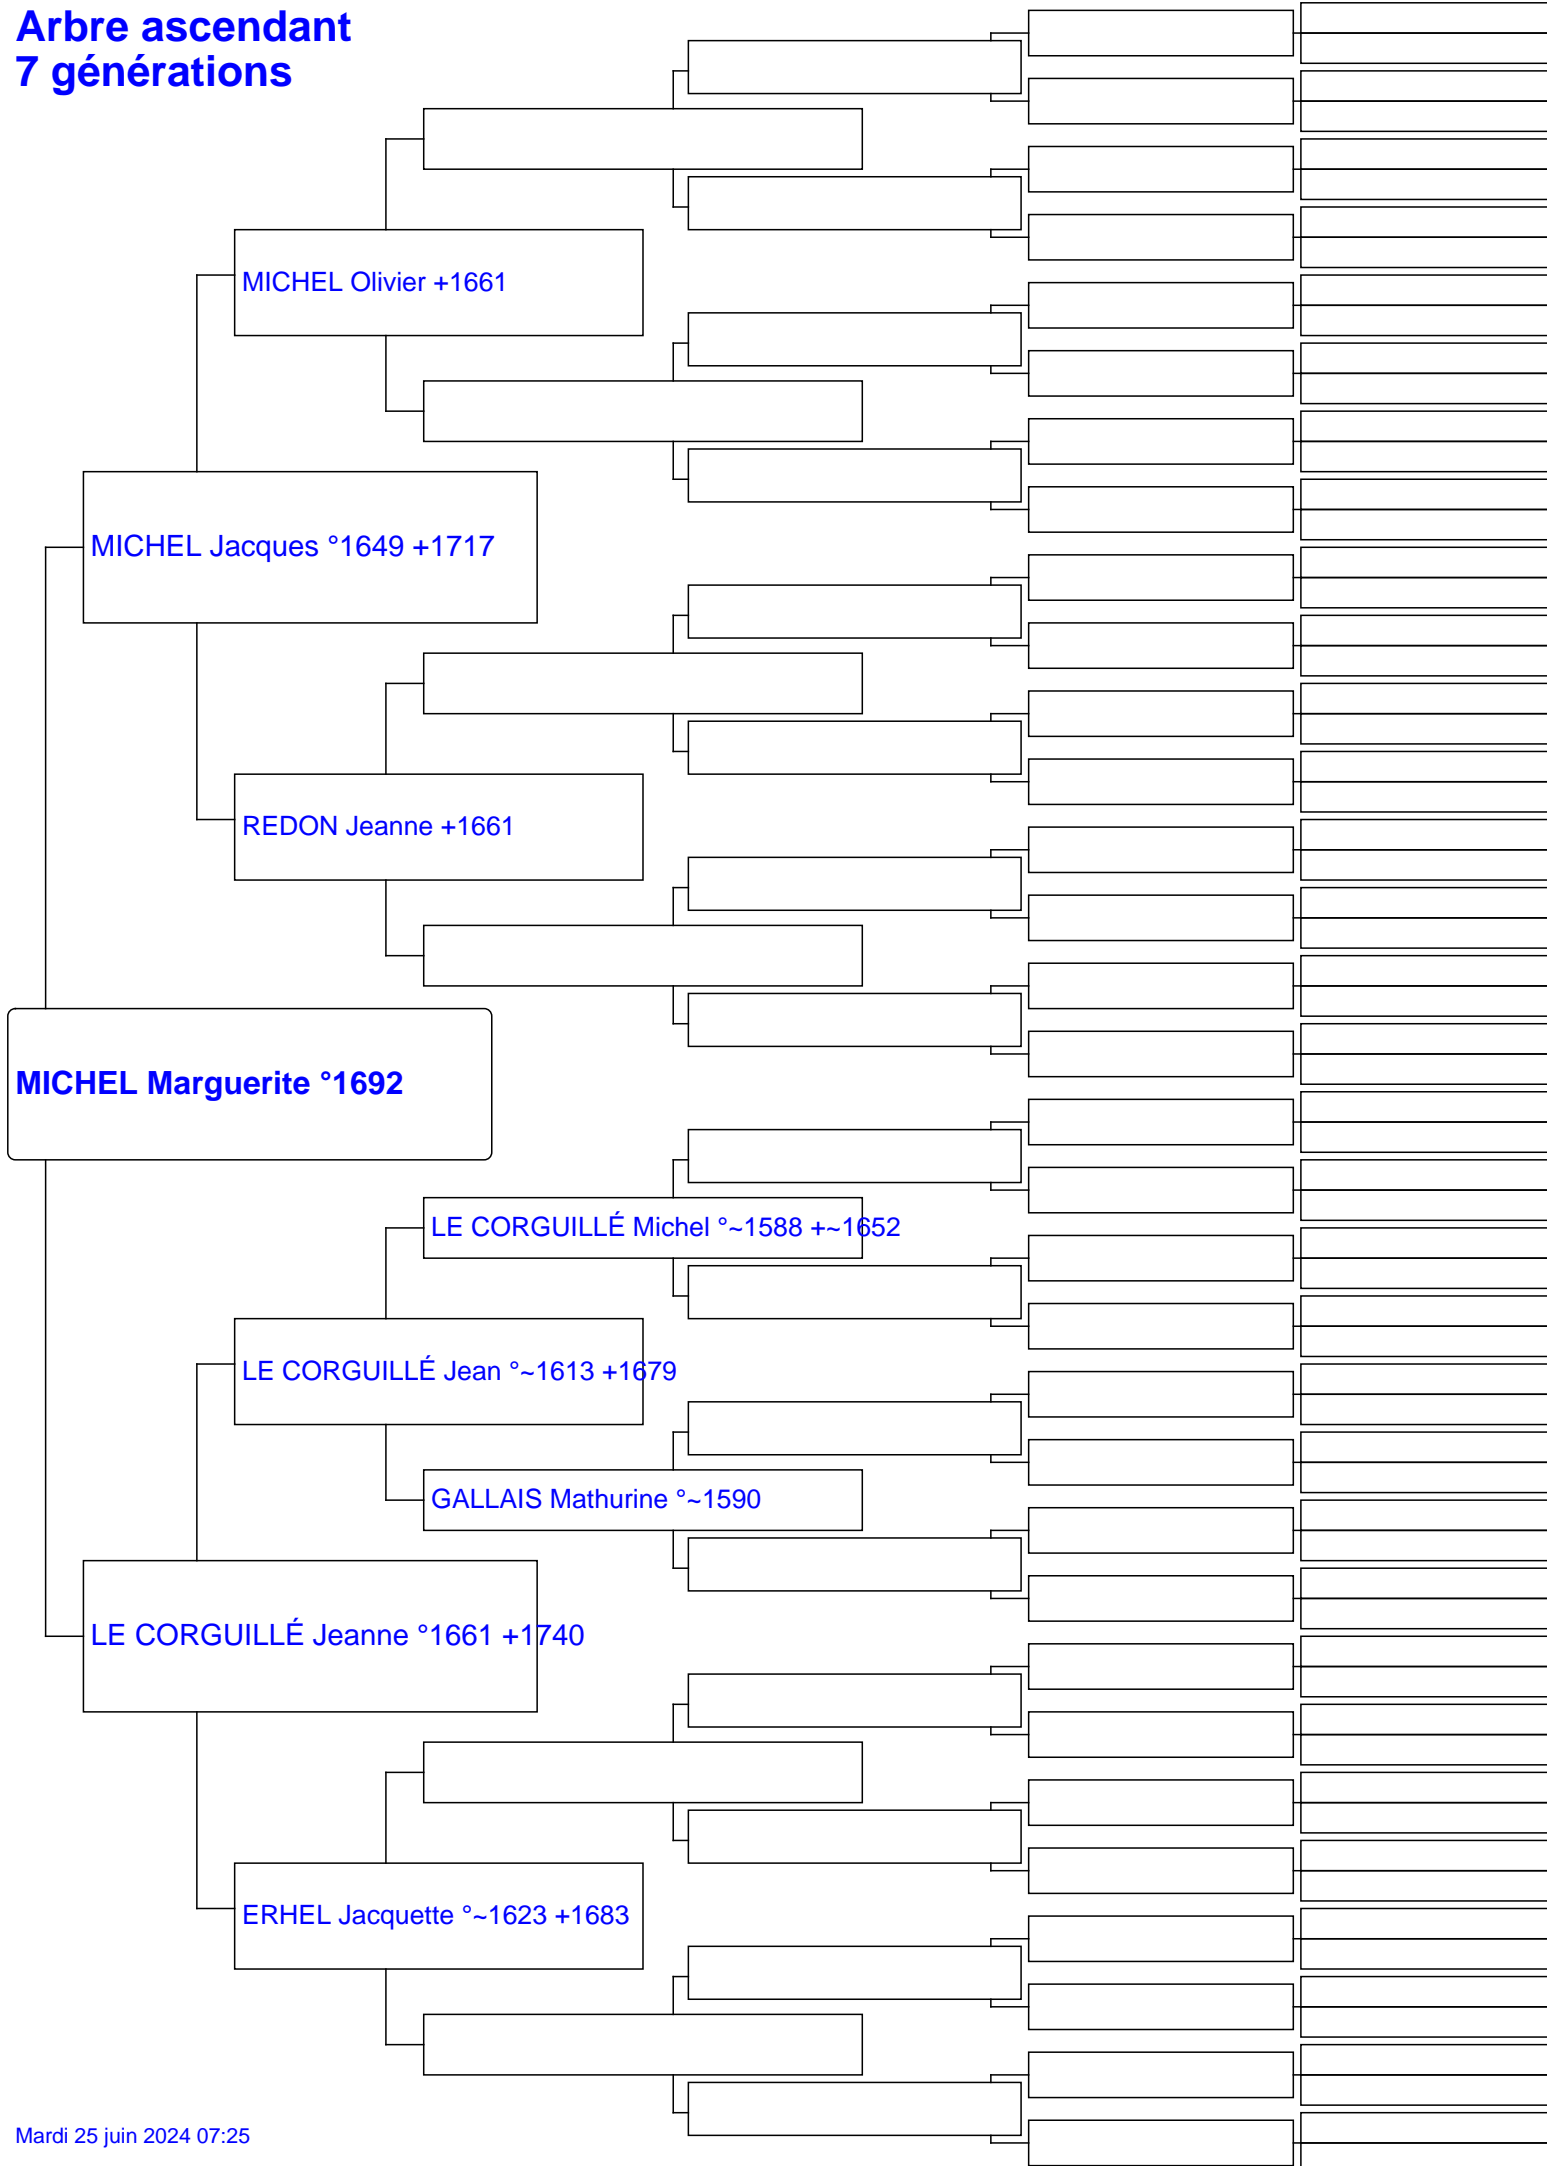 Arbre ascendant
7 générations
MICHEL Olivier +1661
MICHEL Jacques °1649 +1717
REDON Jeanne +1661
MICHEL Marguerite °1692
LE CORGUILLÉ Michel °~1588 +~1652
LE CORGUILLÉ Jean °~1613 +1679
GALLAIS Mathurine °~1590
LE CORGUILLÉ Jeanne °1661 +1740
ERHEL Jacquette °~1623 +1683
Mardi 25 juin 2024 07:25